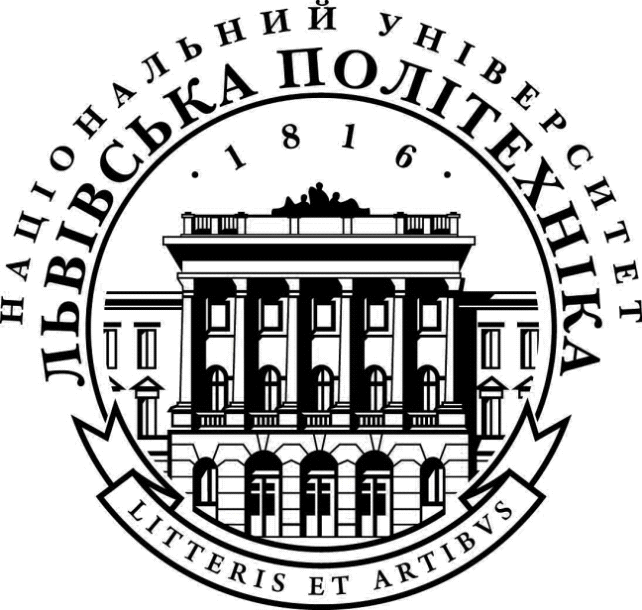 НАЦІОНАЛЬНИЙ УНІВЕРСИТЕТ
ЛЬВІВСЬКА ПОЛІТЕХНІКА
· 1816 ·
LITTERIS ET ARTIBVS